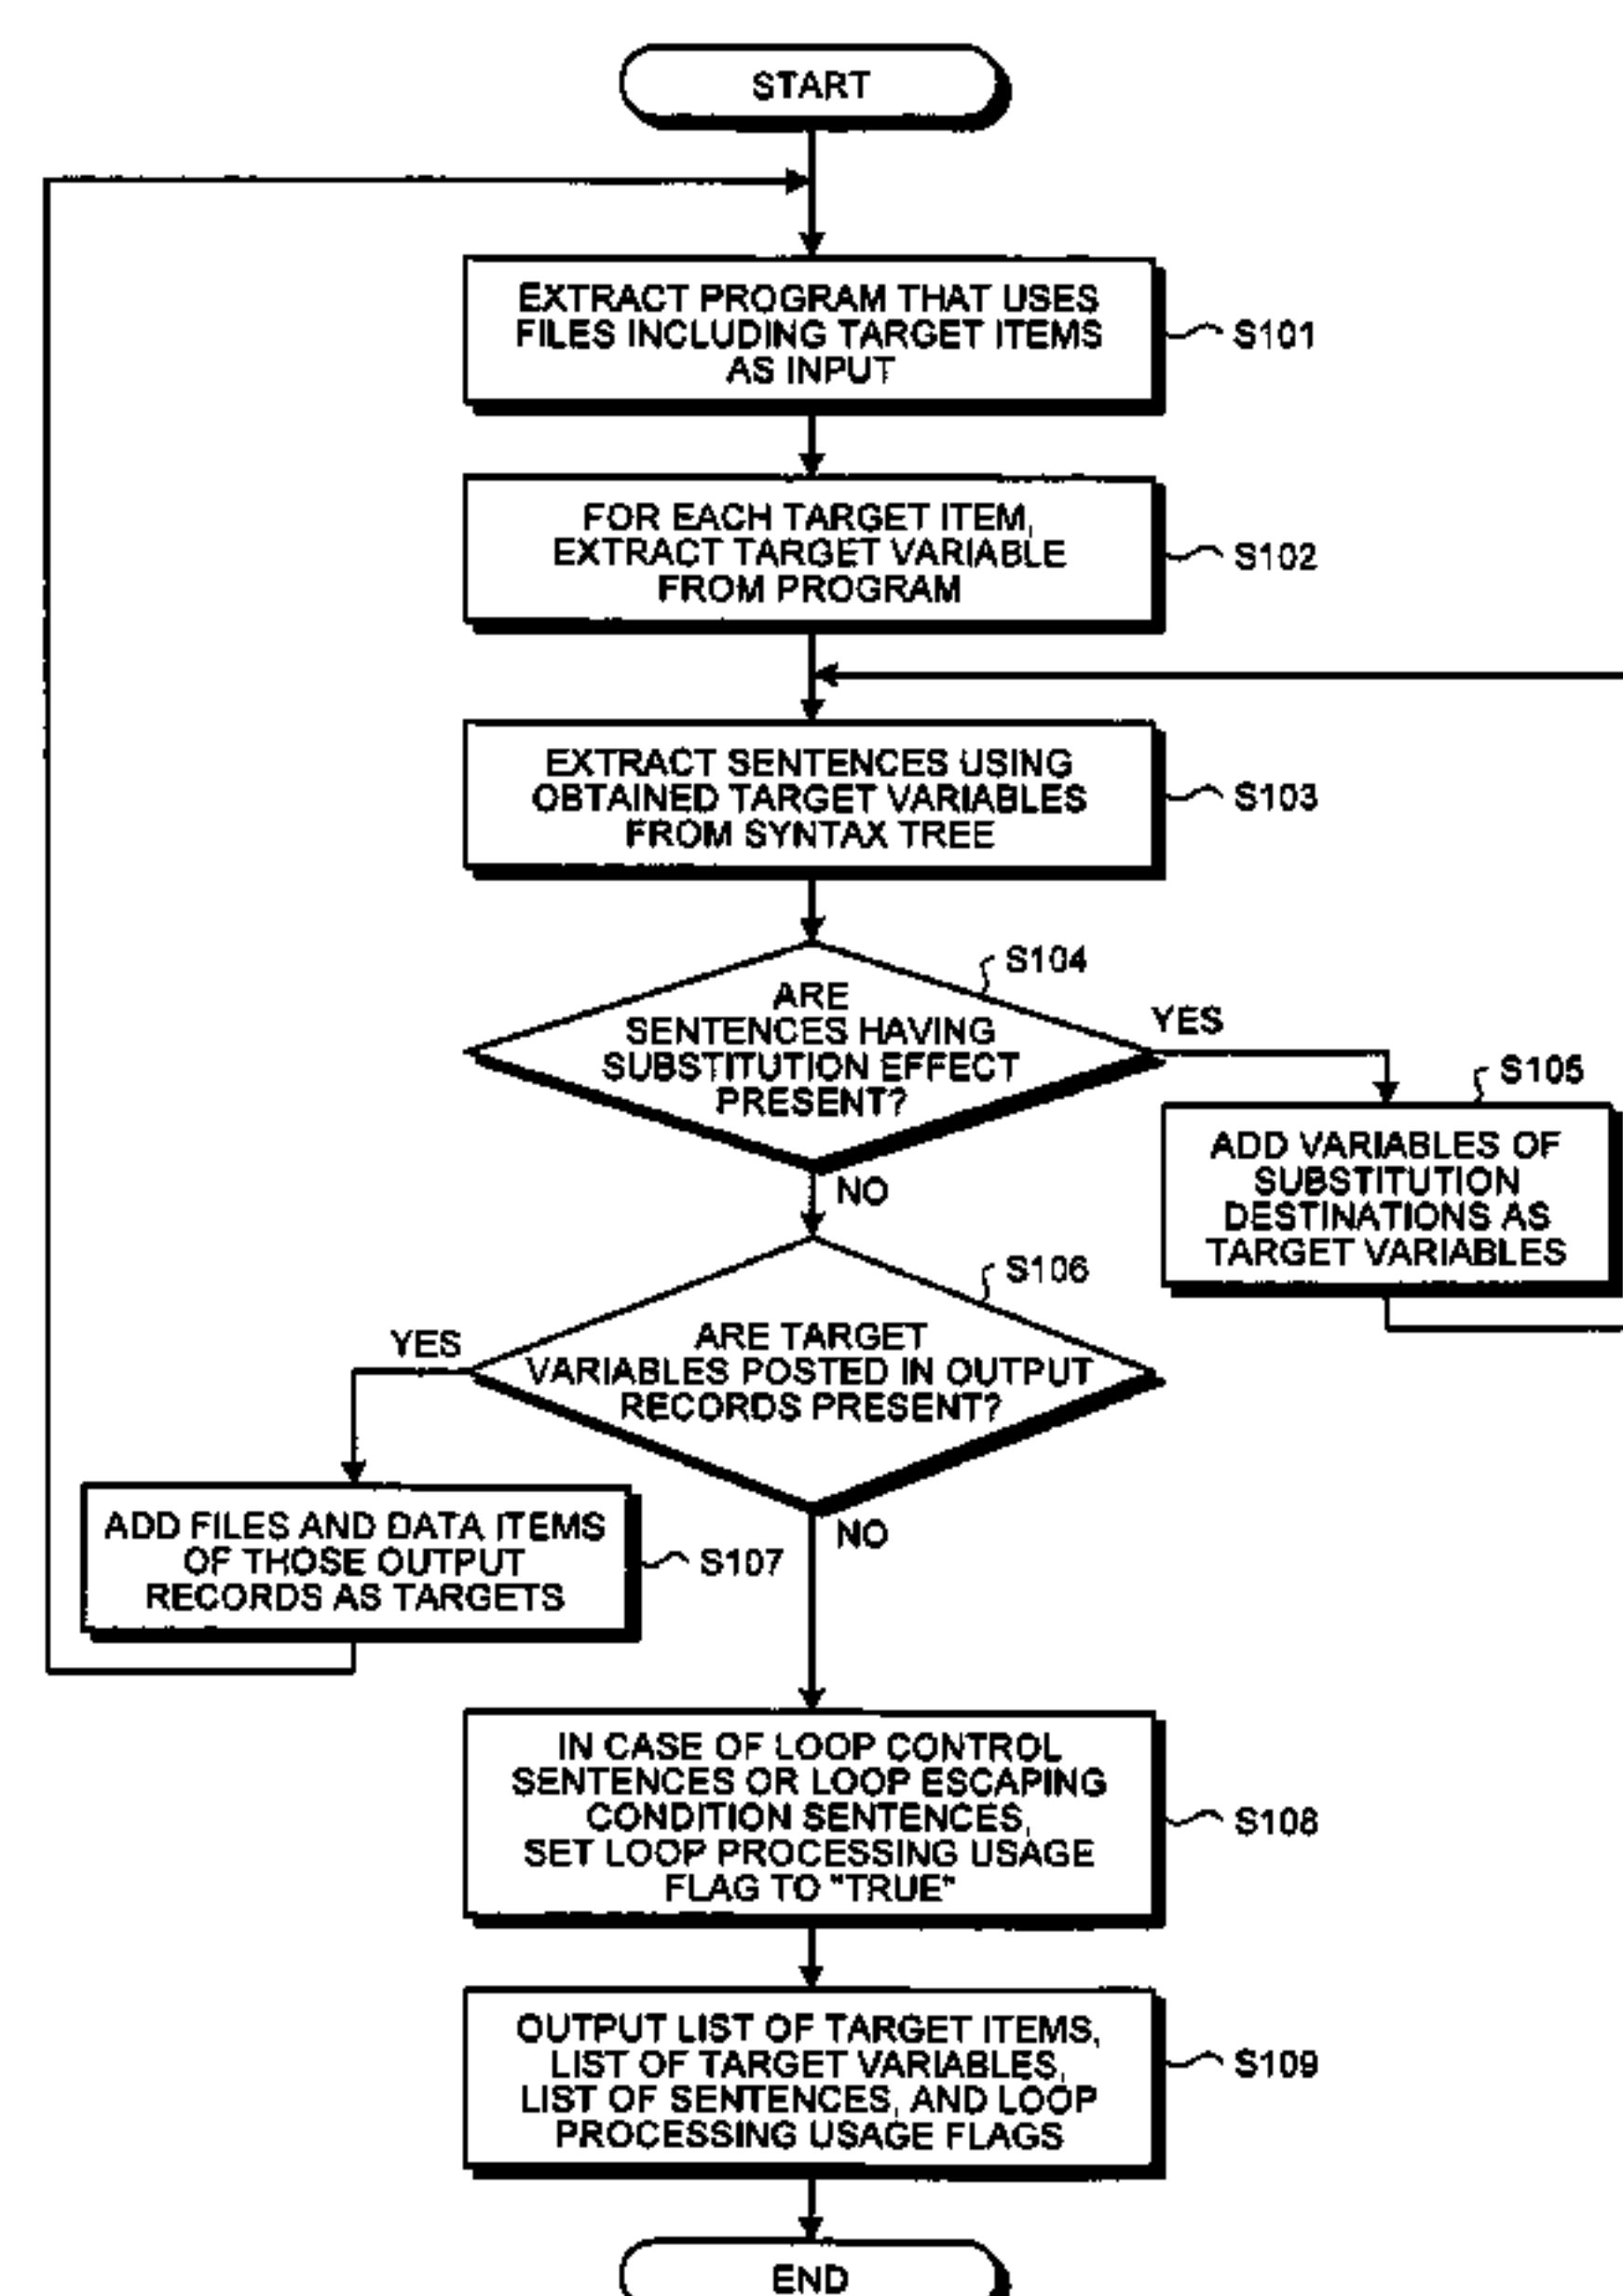 START
EXTRACT PROGRAM THAT USES
FILES INCLUDING TARGET ITEMS
AS INPUT
S101
FOR EACH TARGET ITEM,
EXTRACT TARGET VARIABLE
FROM PROGRAM
S102
EXTRACT SENTENCES USING
OBTAINED TARGET VARIABLES
FROM SYNTAX TREE
S103
S104
ARE
SENTENCES HAVING
SUBSTITUTION EFFECT
PRESENT?
YES
NO
S105
ADD VARIABLES OF
SUBSTITUTION
DESTINATIONS AS
TARGET VARIABLES
S106
ARE TARGET
VARIABLES POSTED IN OUTPUT
RECORDS PRESENT?
YES
NO
ADD FILES AND DATA ITEMS
OF THOSE OUTPUT
RECORDS AS TARGETS
S107
IN CASE OF LOOP CONTROL
SENTENCES OR LOOP ESCAPING
CONDITION SENTENCES,
SET LOOP PROCESSING USAGE
FLAG TO "TRUE"
S108
OUTPUT LIST OF TARGET ITEMS,
LIST OF TARGET VARIABLES,
LIST OF SENTENCES, AND LOOP
PROCESSING USAGE FLAGS
S109
END